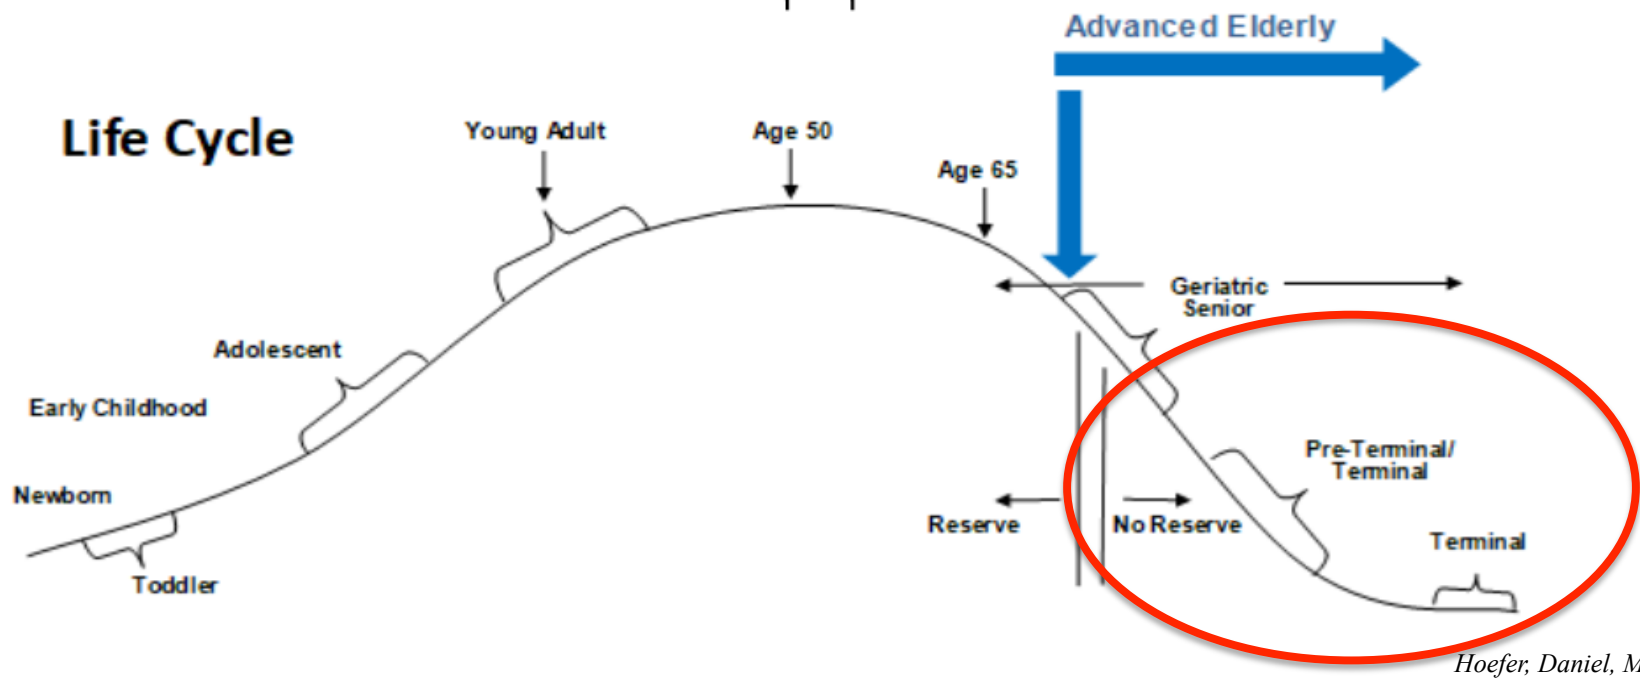 Advanced Elderly
Life Cycle
Young Adult
Age 50
Age 65
Geriatric
Senior
Adolescent
Early Childhood
Pre-Terminal/
Terminal
Newborn
Reserve
No Reserve
Terminal
Toddler
Hoefer, Daniel, M